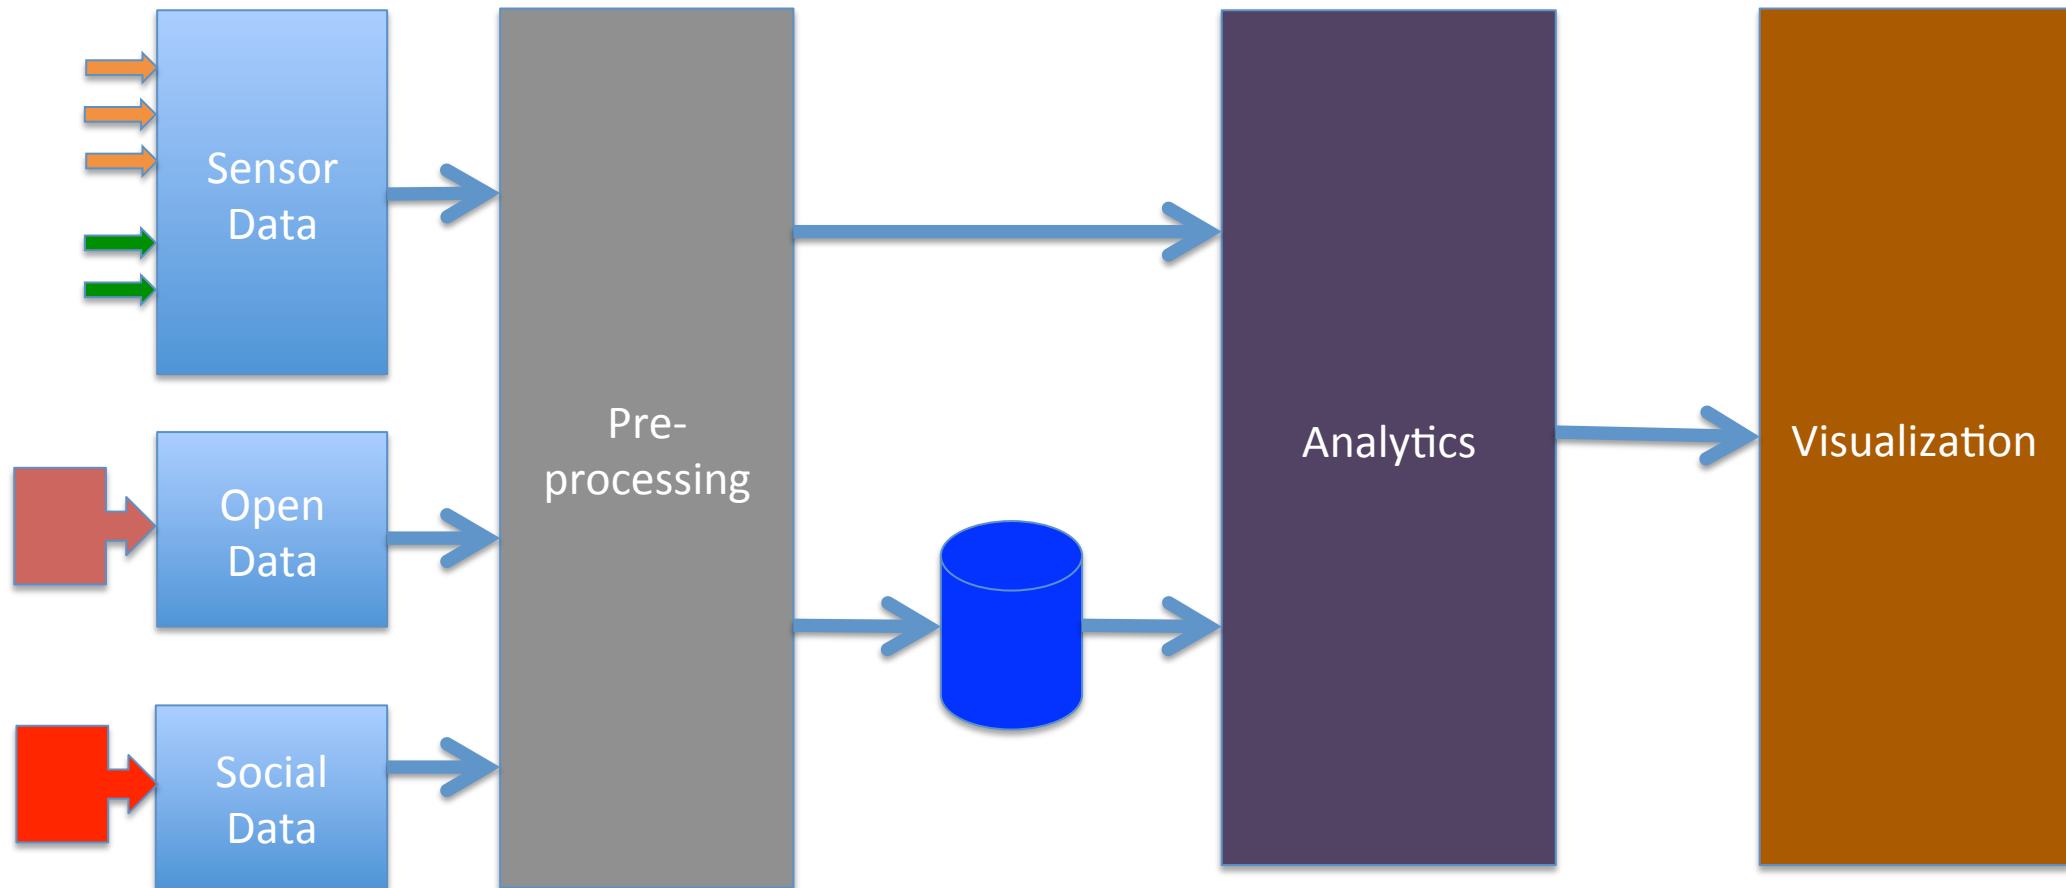 Sensor
Data
Open
Data
Social
Data
Pre-
processing
Analytics
Visualization